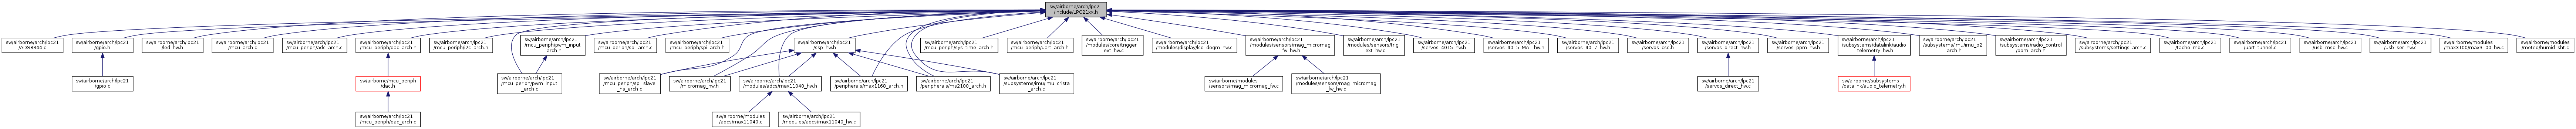 sw/airborne/arch/lpc21
/include/LPC21xx.h
sw/airborne/arch/lpc21
/ADS8344.c
sw/airborne/arch/lpc21
/gpio.h
sw/airborne/arch/lpc21
/led_hw.h
sw/airborne/arch/lpc21
/mcu_arch.c
sw/airborne/arch/lpc21
/mcu_periph/adc_arch.c
sw/airborne/arch/lpc21
/mcu_periph/dac_arch.h
sw/airborne/arch/lpc21
/mcu_periph/i2c_arch.h
sw/airborne/arch/lpc21
/mcu_periph/pwm_input
_arch.h
sw/airborne/arch/lpc21
/mcu_periph/spi_arch.c
sw/airborne/arch/lpc21
/mcu_periph/spi_arch.h
sw/airborne/arch/lpc21
/ssp_hw.h
sw/airborne/arch/lpc21
/mcu_periph/sys_time_arch.h
sw/airborne/arch/lpc21
/mcu_periph/uart_arch.h
sw/airborne/arch/lpc21
/modules/core/trigger
_ext_hw.c
sw/airborne/arch/lpc21
/modules/display/lcd_dogm_hw.c
sw/airborne/arch/lpc21
/modules/sensors/mag_micromag
_fw_hw.h
sw/airborne/arch/lpc21
/modules/sensors/trig
_ext_hw.c
sw/airborne/arch/lpc21
/servos_4015_hw.h
sw/airborne/arch/lpc21
/servos_4015_MAT_hw.h
sw/airborne/arch/lpc21
/servos_4017_hw.h
sw/airborne/arch/lpc21
/servos_csc.h
sw/airborne/arch/lpc21
/servos_direct_hw.h
sw/airborne/arch/lpc21
/servos_ppm_hw.h
sw/airborne/arch/lpc21
/subsystems/datalink/audio
_telemetry_hw.h
sw/airborne/arch/lpc21
/subsystems/imu/imu_b2
_arch.h
sw/airborne/arch/lpc21
/subsystems/radio_control
/ppm_arch.h
sw/airborne/arch/lpc21
/subsystems/settings_arch.c
sw/airborne/arch/lpc21
/tacho_mb.c
sw/airborne/arch/lpc21
/uart_tunnel.c
sw/airborne/arch/lpc21
/usb_msc_hw.c
sw/airborne/arch/lpc21
/usb_ser_hw.c
sw/airborne/modules
/max3100/max3100_hw.c
sw/airborne/modules
/meteo/humid_sht.c
sw/airborne/arch/lpc21
/gpio.c
sw/airborne/mcu_periph
/dac.h
sw/airborne/arch/lpc21
/mcu_periph/pwm_input
_arch.c
sw/airborne/arch/lpc21
/mcu_periph/spi_slave
_hs_arch.c
sw/airborne/arch/lpc21
/micromag_hw.h
sw/airborne/arch/lpc21
/modules/adcs/max11040_hw.h
sw/airborne/arch/lpc21
/peripherals/max1168_arch.h
sw/airborne/arch/lpc21
/peripherals/ms2100_arch.h
sw/airborne/arch/lpc21
/subsystems/imu/imu_crista
_arch.c
sw/airborne/modules
/sensors/mag_micromag_fw.c
sw/airborne/arch/lpc21
/modules/sensors/mag_micromag
_fw_hw.c
sw/airborne/arch/lpc21
/servos_direct_hw.c
sw/airborne/subsystems
/datalink/audio_telemetry.h
sw/airborne/arch/lpc21
/mcu_periph/dac_arch.c
sw/airborne/modules
/adcs/max11040.c
sw/airborne/arch/lpc21
/modules/adcs/max11040_hw.c